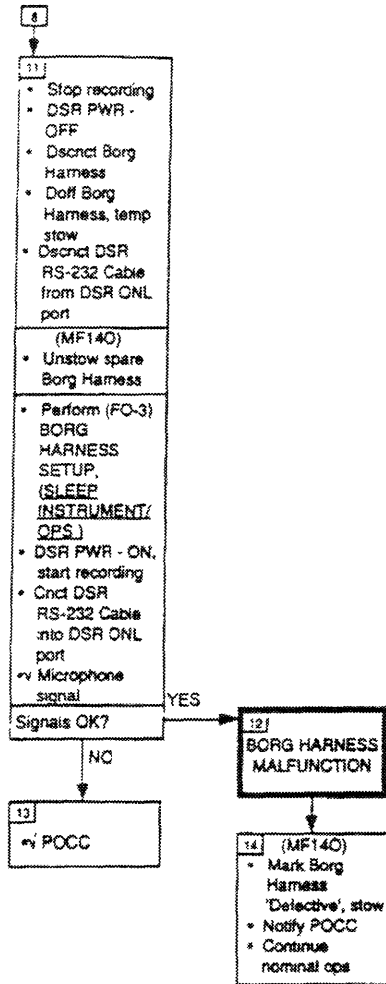 8
11
• Stop recording
• DSR PWR -
OFF
• Dscnct Borg
Harness
• Doff Borg
Harness, temp
stow
• Dscnct DSR
RS-232 Cable
from DSR ONL
port
(MF14O)
• Unstow spare
Borg Harness
• Perform (FO-3)
BORG
HARNESS
SETUP,
(SLEEP
INSTRUMENT/
OPS )
• DSR PWR - ON,
start recording
• Cnct DSR
RS-232 Cable
into DSR ONL
port
√ Microphone
signal
Signals OK?
YES
NO
12
BORG HARNESS
MALFUNCTION
13
√ POCC
14 (MF14O)
• Mark Borg
Harness
'Defective', stow
• Notify POCC
• Continue
nominal ops